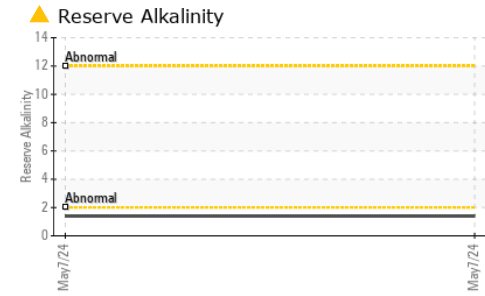 Reserve Alkalinity
14
Abnormal
12
10
8
6
4
Abnormal
2
0
Reserve Alkalinity
May7/24
May7/24